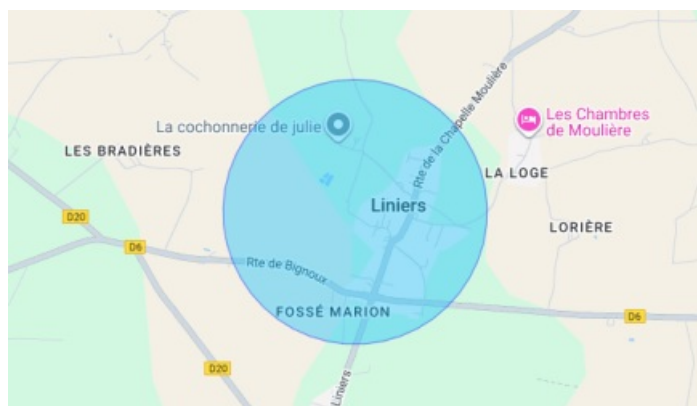 Rte de la Chapelle Moulière
La cochonnerie de julie
Les Chambres
de Moulière
LES BRADIÈRES
LA LOGE
Liniers
D20
LORIÈRE
D6
Rte de Bignoux
FOSSÉ MARION
D6
D20
Liniers